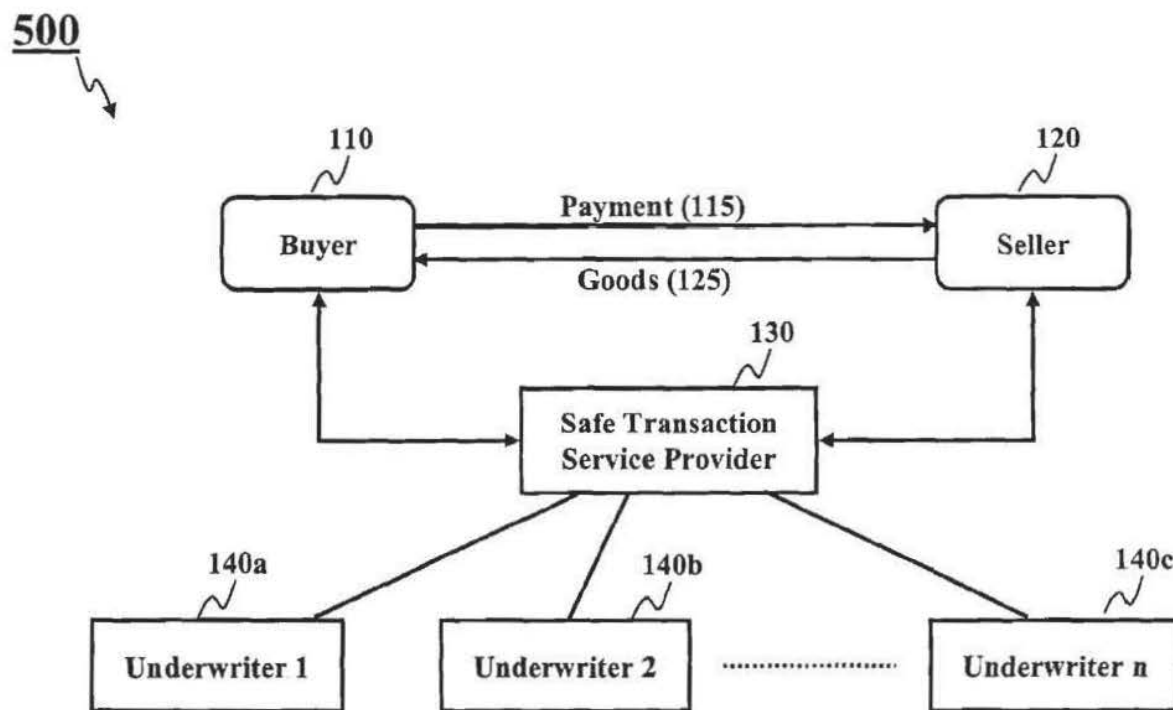 500
110
120
Payment (115)
Buyer
Seller
Goods (125)
130
Safe Transaction
Service Provider
140a
140b
140c
Underwriter 1
Underwriter 2
Underwriter n